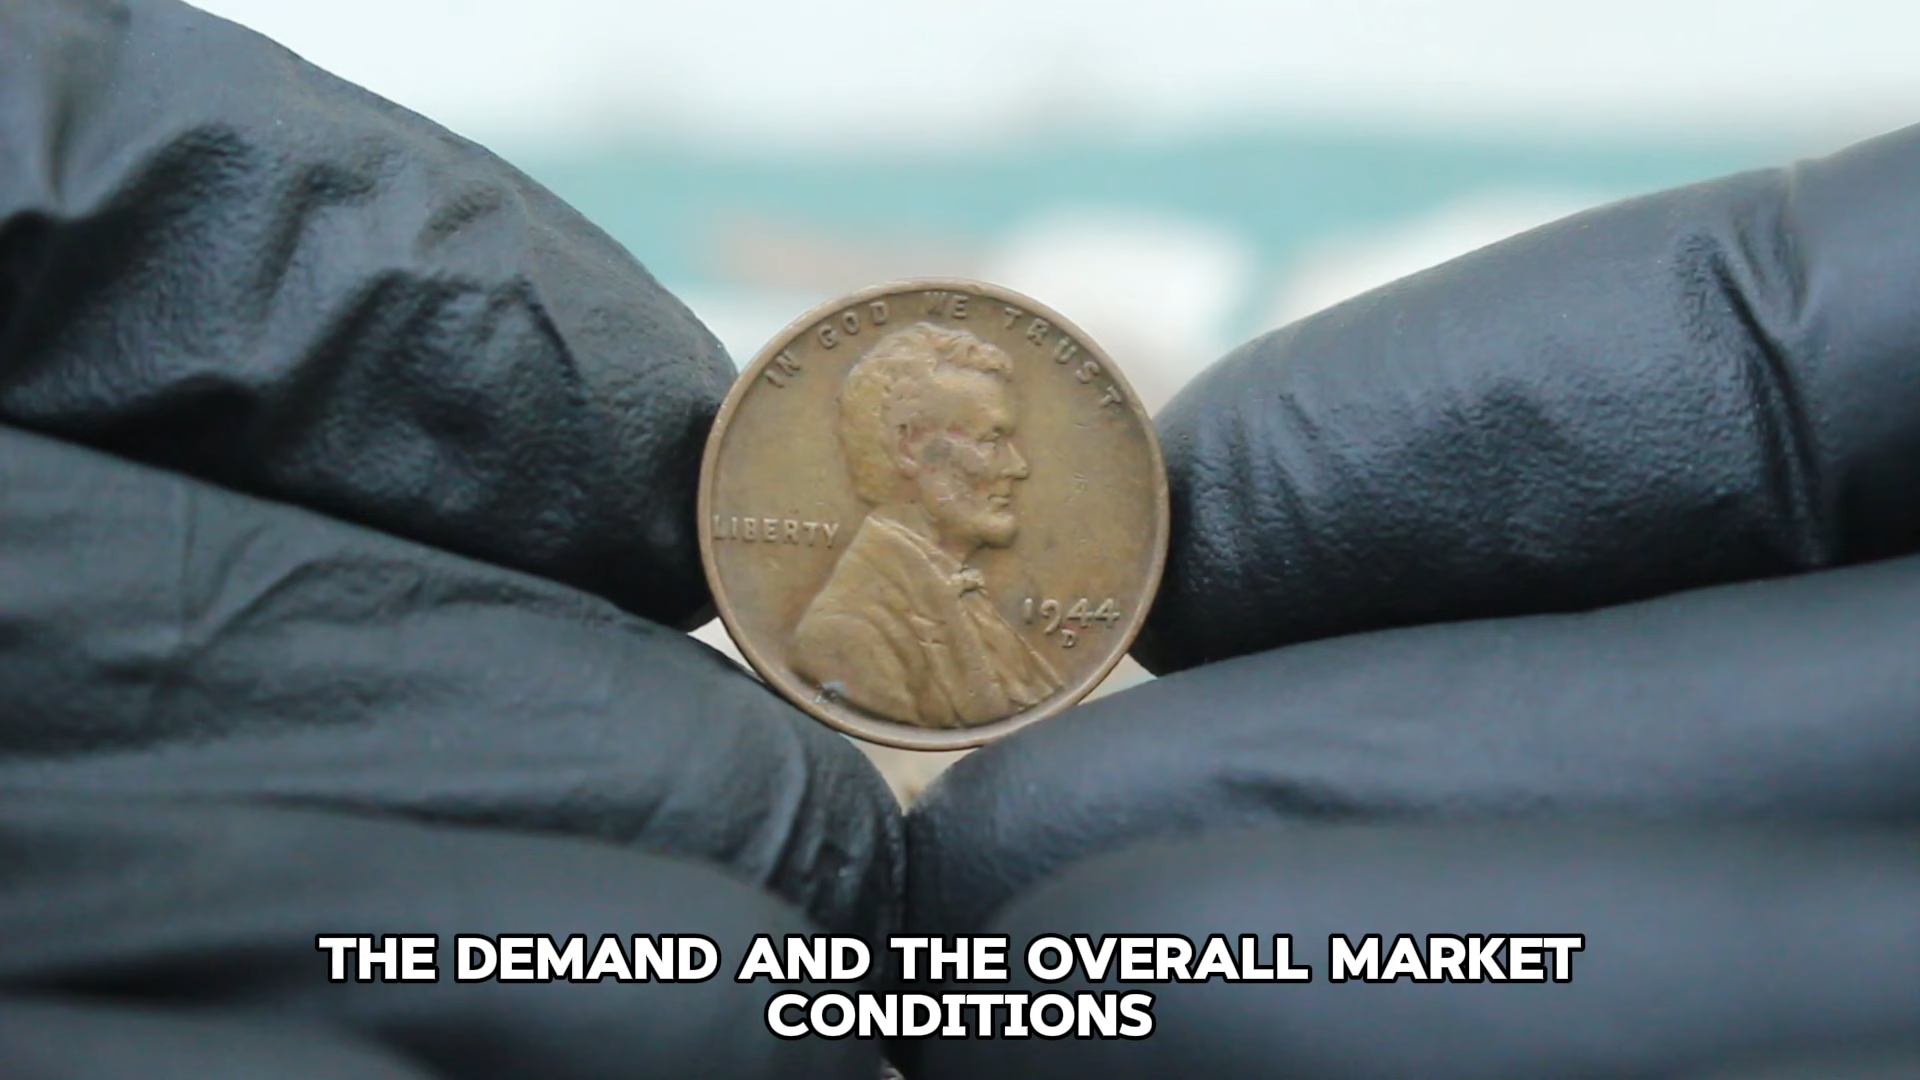 IN GOD WE TRUST
LIBERTY
1944
D
THE DEMAND AND THE OVERALL MARKET
CONDITIONS